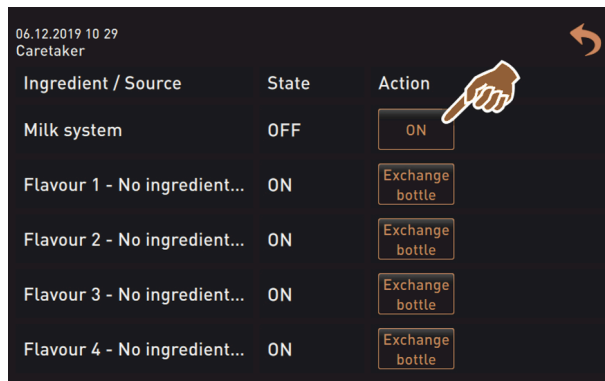 06.12.2019 10 29
Caretaker
Ingredient / Source State Action
Milk system OFF ON
Flavour 1 - No ingredient... ON Exchange
bottle
Flavour 2 - No ingredient... ON Exchange
bottle
Flavour 3 - No ingredient... ON Exchange
bottle
Flavour 4 - No ingredient... ON Exchange
bottle